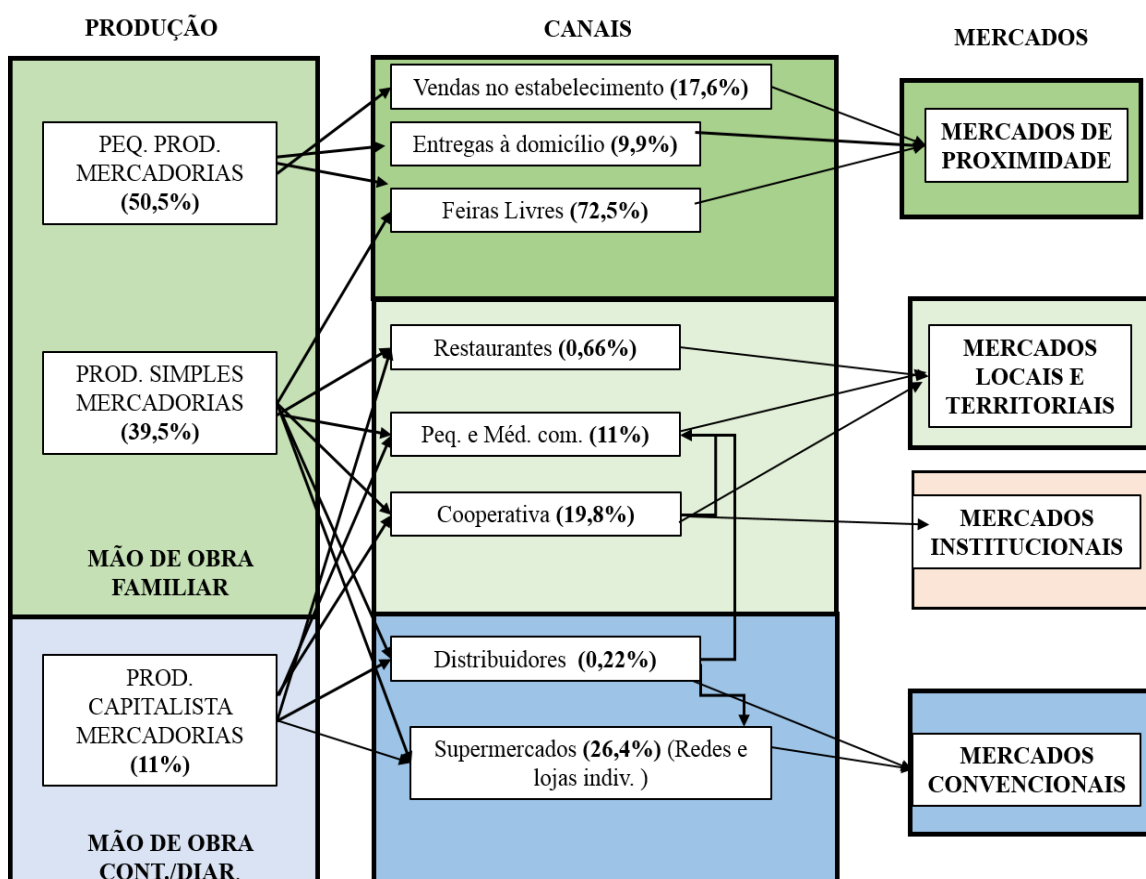 PRODUÇÃO
PEQ. PROD.
MERCADORIAS
(50,5%)
PROD. SIMPLES
MERCADORIAS
(39,5%)
MÃO DE OBRA
FAMILIAR
PROD.
CAPITALISTA
MERCADORIAS
(11%)
MÃO DE OBRA
CONT./DIAR.
CANAIS
Vendas no estabelecimento (17,6%)
Entregas à domicílio (9,9%)
Feiras Livres (72,5%)
Restaurantes (0,66%)
Peq. e Méd. com. (11%)
Cooperativa (19,8%)
Distribuidores (0,22%)
Supermercados (26,4%) (Redes e
lojas indiv. )
MERCADOS
MERCADOS DE
PROXIMIDADE
MERCADOS
LOCAIS E
TERRITORIAIS
MERCADOS
INSTITUCIONAIS
MERCADOS
CONVENCIONAIS